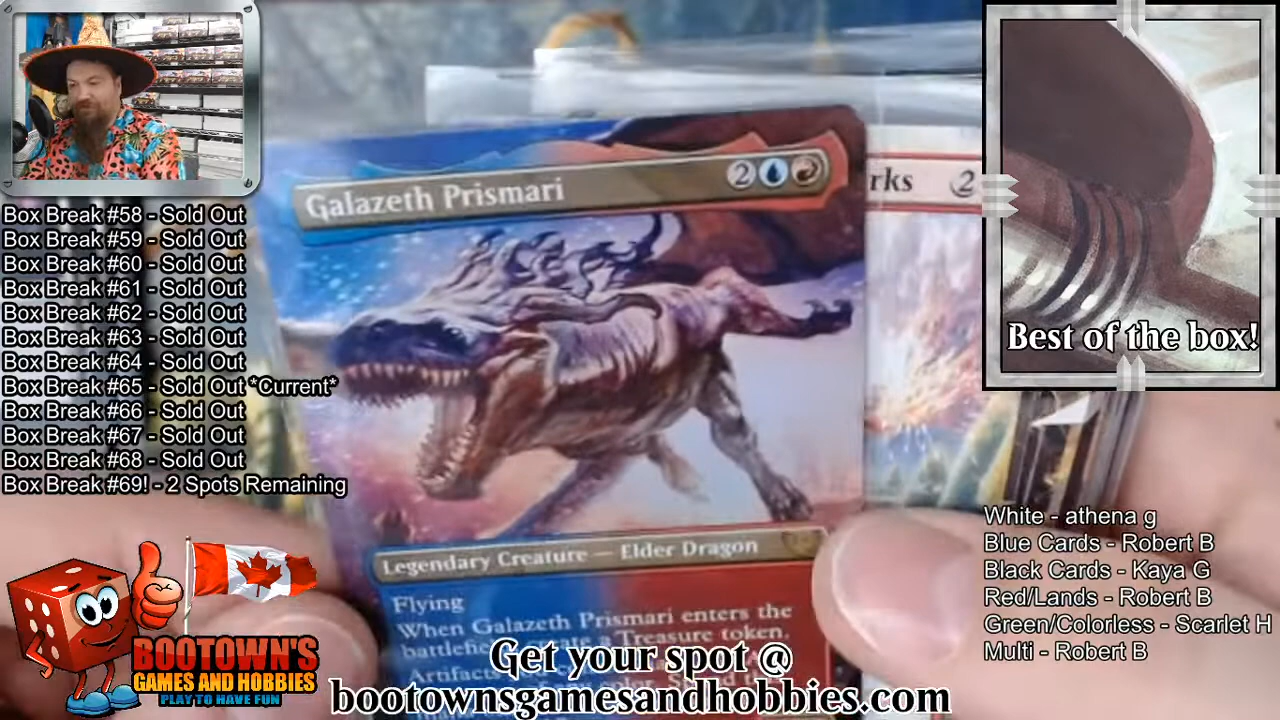 Box Break #58 - Sold Out
Box Break #59 - Sold Out
Box Break #60 - Sold Out
Box Break #61 - Sold Out
Box Break #62 - Sold Out
Box Break #63 - Sold Out
Box Break #64 - Sold Out
Box Break #65 - Sold Out *Current*
Box Break #66 - Sold Out
Box Break #67 - Sold Out
Box Break #68 - Sold Out
Box Break #69! - 2 Spots Remaining
Galazeth Prismari 2
rks 2
Legendary Creature — Elder Dragon
Flying
When Galazeth Prismari enters the
battlefield, create a Treasure token.
Artifacts
Best of the box!
White - athena g
Blue Cards - Robert B
Black Cards - Kaya G
Red/Lands - Robert B
Green/Colorless - Scarlet H
Multi - Robert B
BOOTOWN'S
GAMES AND HOBBIES
PLAY TO HAVE FUN
Get your spot @
bootownsgamesandhobbies.com